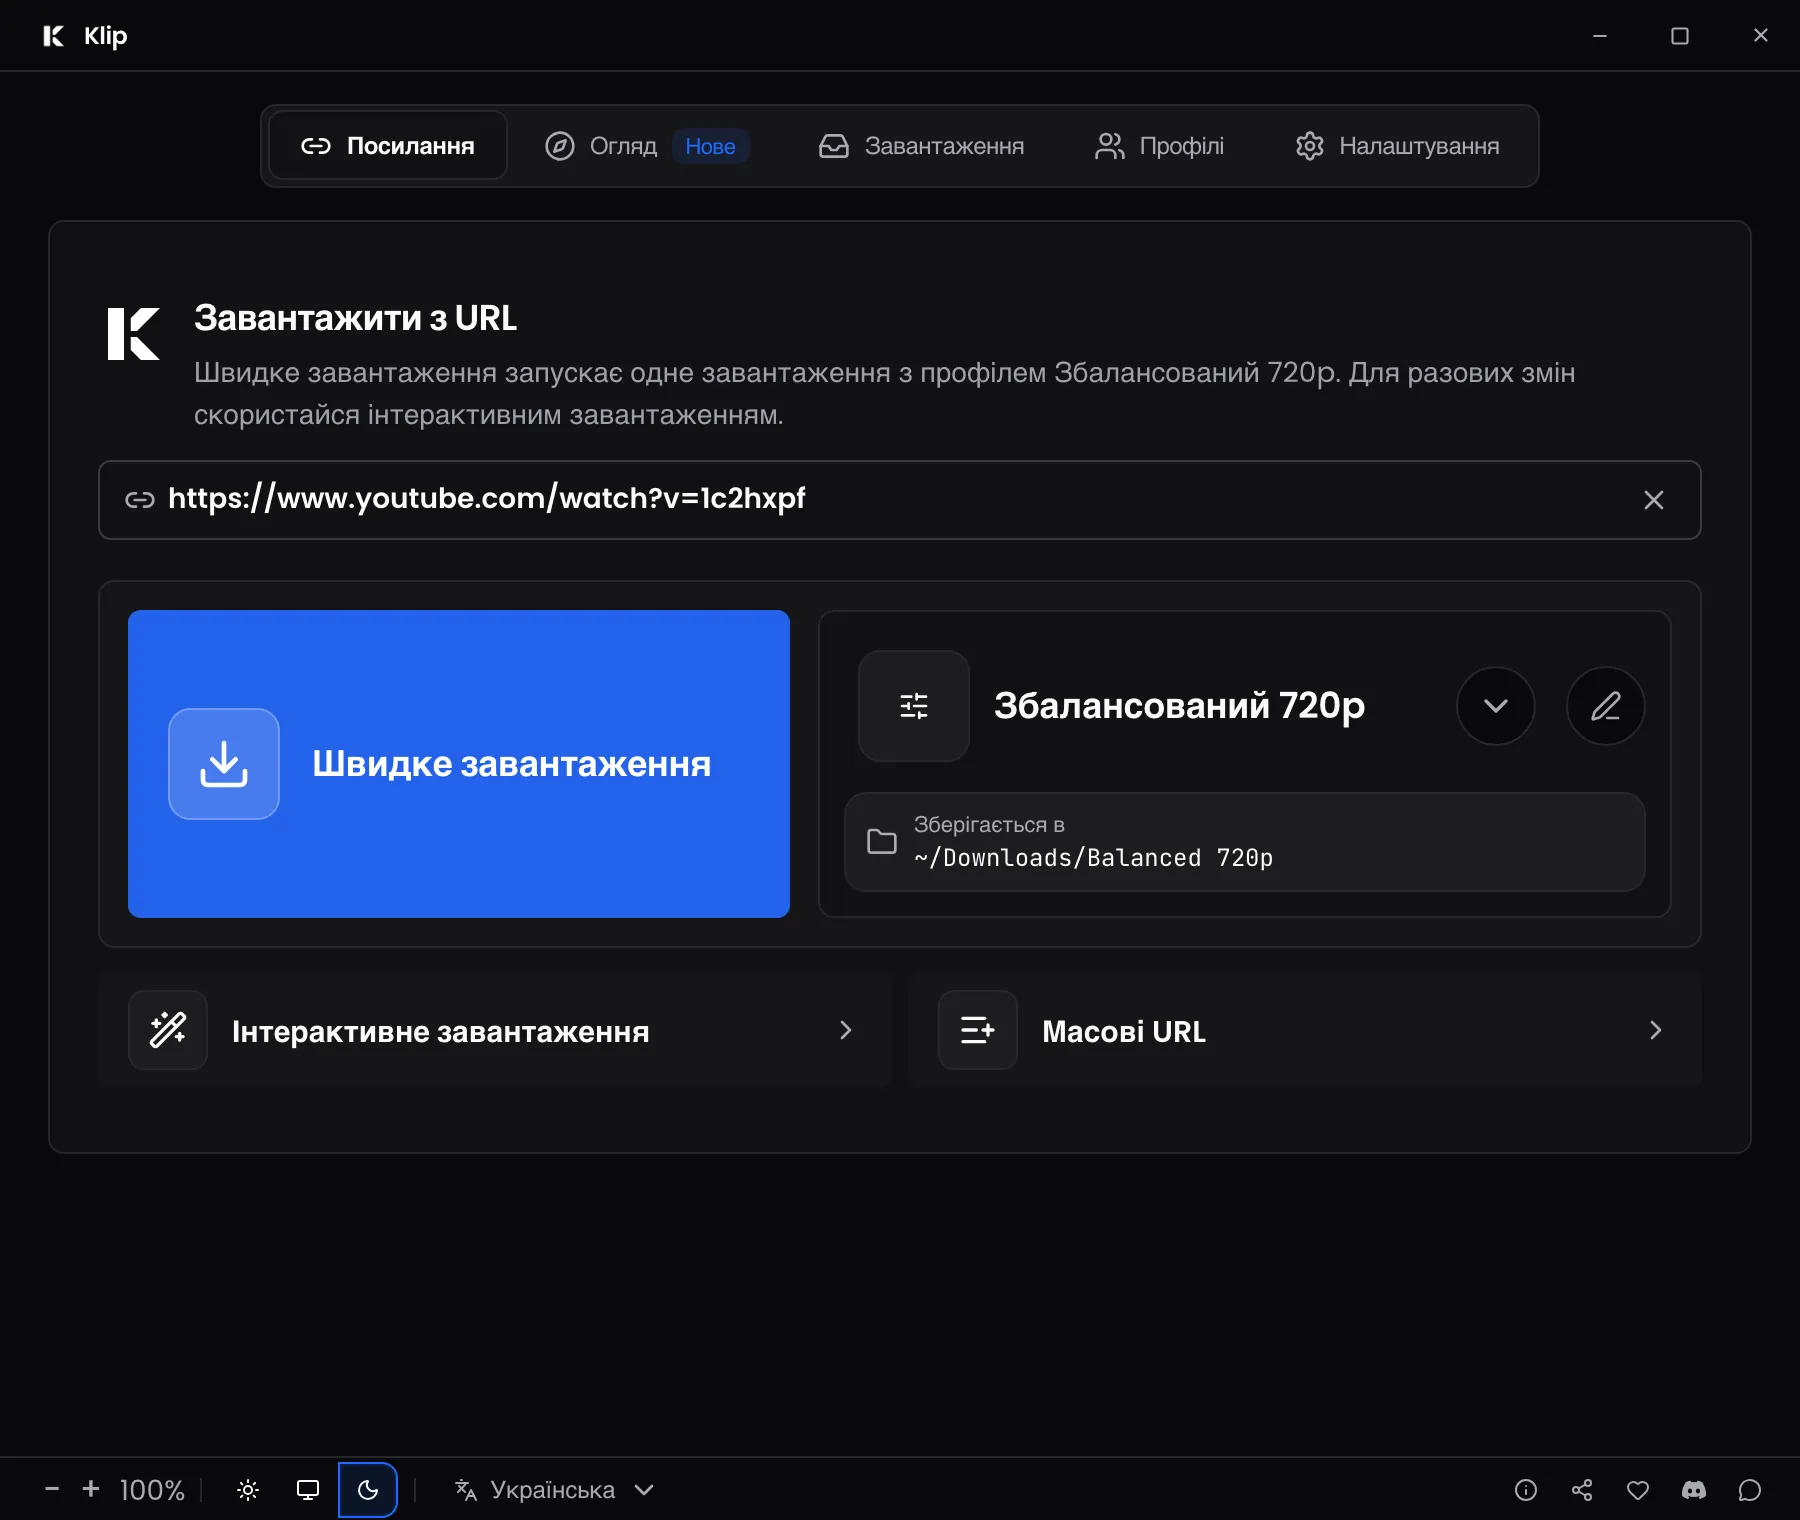 Klip
Посилання
Огляд
Нове
Завантаження
Профілі
Налаштування
Завантажити з URL
Швидке завантаження запускає одне завантаження з профілем Збалансований 720p. Для разових змін
скористайся інтерактивним завантаженням.
https://www.youtube.com/watch?v=1c2hxpf
Швидке завантаження
Збалансований 720p
Зберігається в
~/Downloads/Balanced 720p
Інтерактивне завантаження
Масові URL
100%
Українська